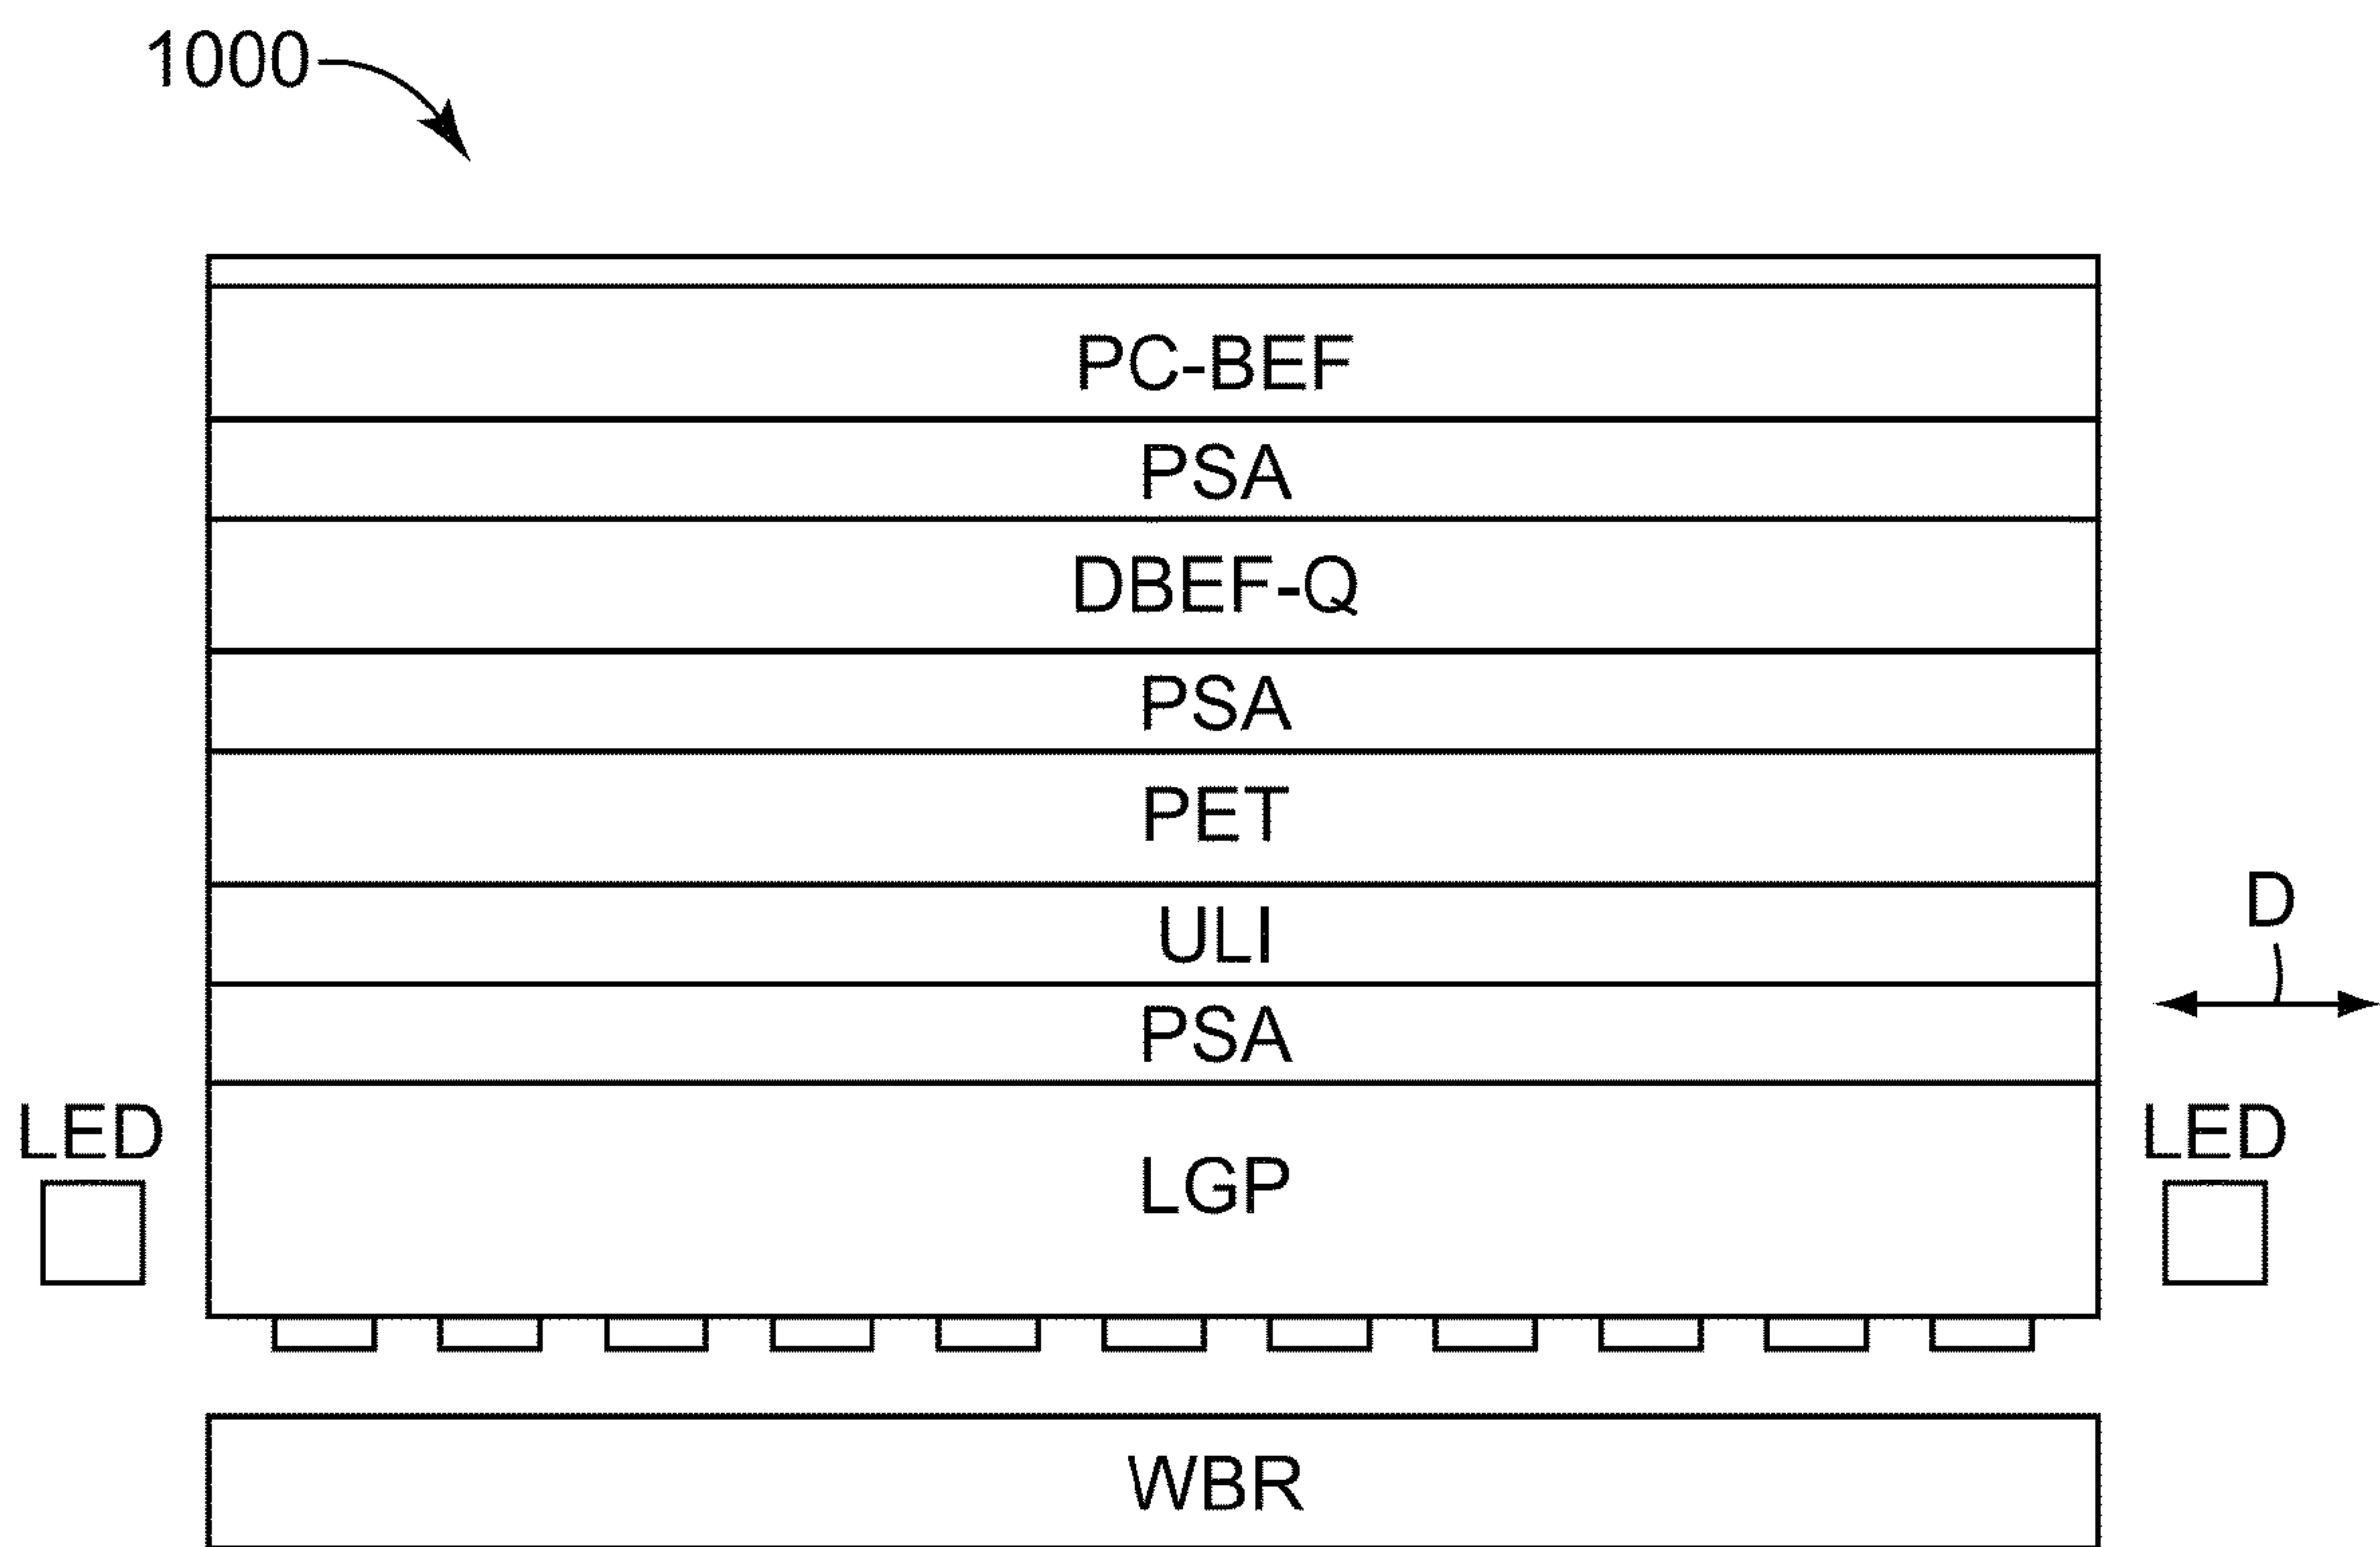 1000
PC-BEF
PSA
DBEF-Q
PSA
PET
ULI
D
PSA
LED
LED
LGP
WBR